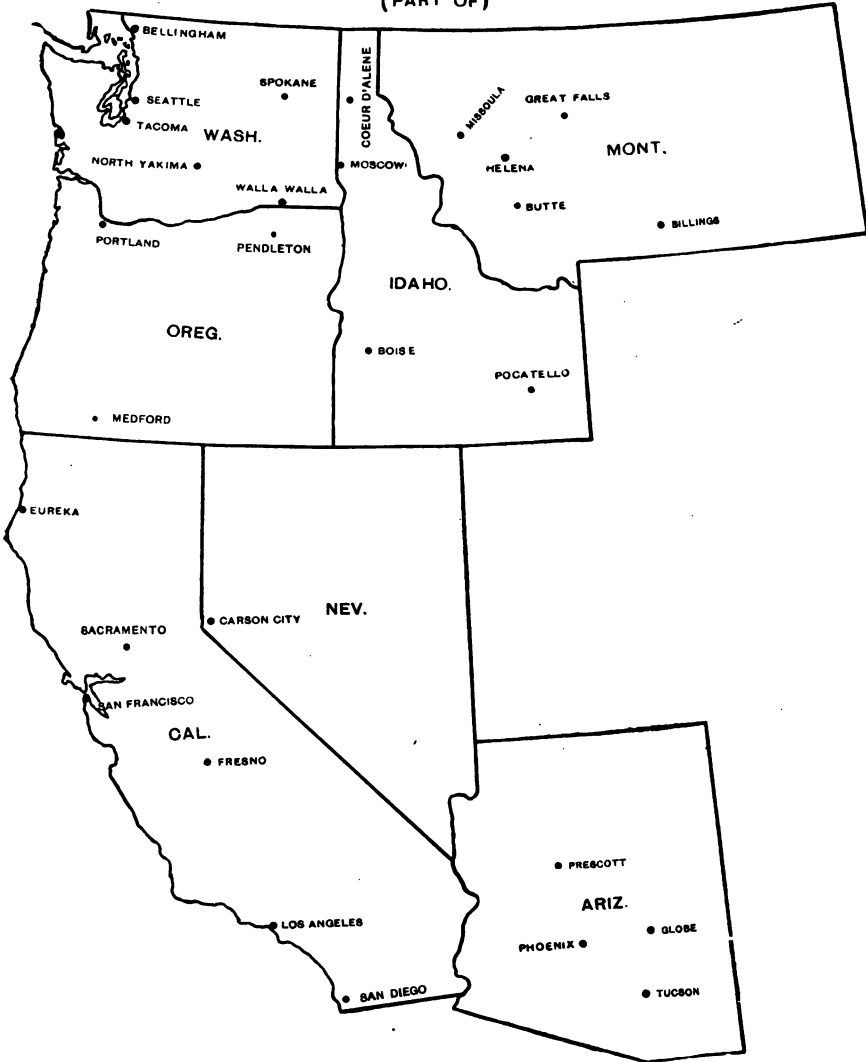 (PART OF)
BELLINGHAM
SPOKANE
COEUR D'ALENE
MISSOULA
GREAT FALLS
SEATTLE
TACOMA
WASH.
MONT.
NORTH YAKIMA
MOSCOW
HELENA
WALLA WALLA
BUTTE
BILLINGS
PORTLAND
PENDLETON
IDAHO.
OREG.
BOISE
POCATELLO
MEDFORD
EUREKA
NEV.
CARSON CITY
SACRAMENTO
SAN FRANCISCO
CAL.
FRESNO
PRESCOTT
ARIZ.
LOS ANGELES
GLOBE
PHOENIX
SAN DIEGO
TUCSON